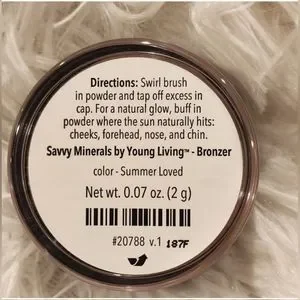 Directions: Swirl brush
in powder and tap off excess in
cap. For a natural glow, buff in
powder where the sun naturally hits:
cheeks, forehead, nose, and chin.
Savvy Minerals by Young Living™ - Bronzer
color - Summer Loved
Net wt. 0.07 oz. (2 g)
#20788 v.1 187F